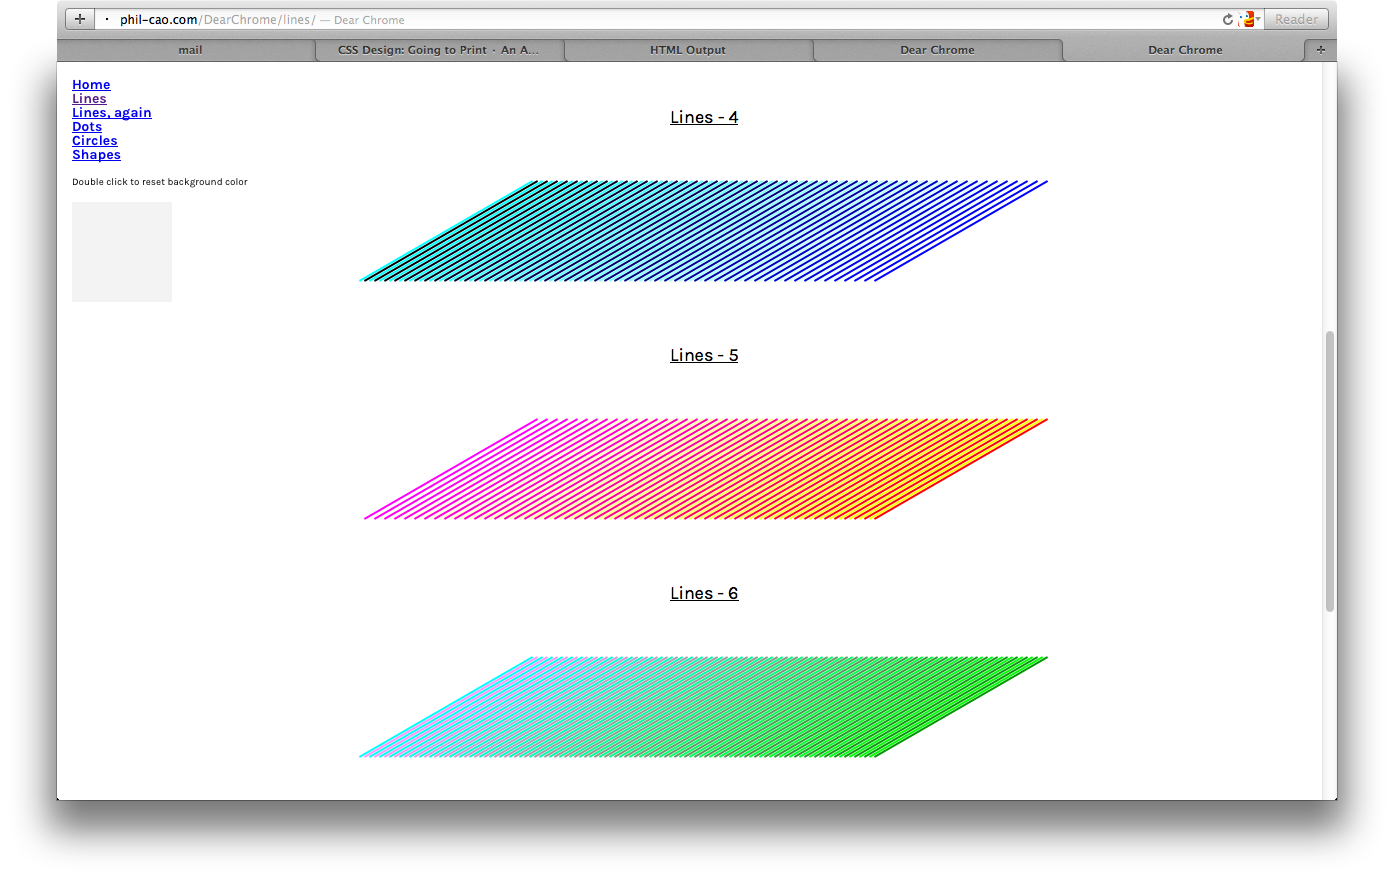 phil-cao.com/DearChrome/lines/ — Dear Chrome
Reader
mail
CSS Design: Going to Print · An A...
HTML Output
Dear Chrome
Dear Chrome
Home
Lines
Lines, again
Dots
Circles
Shapes
Double click to reset background color
Lines - 4
Lines - 5
Lines - 6